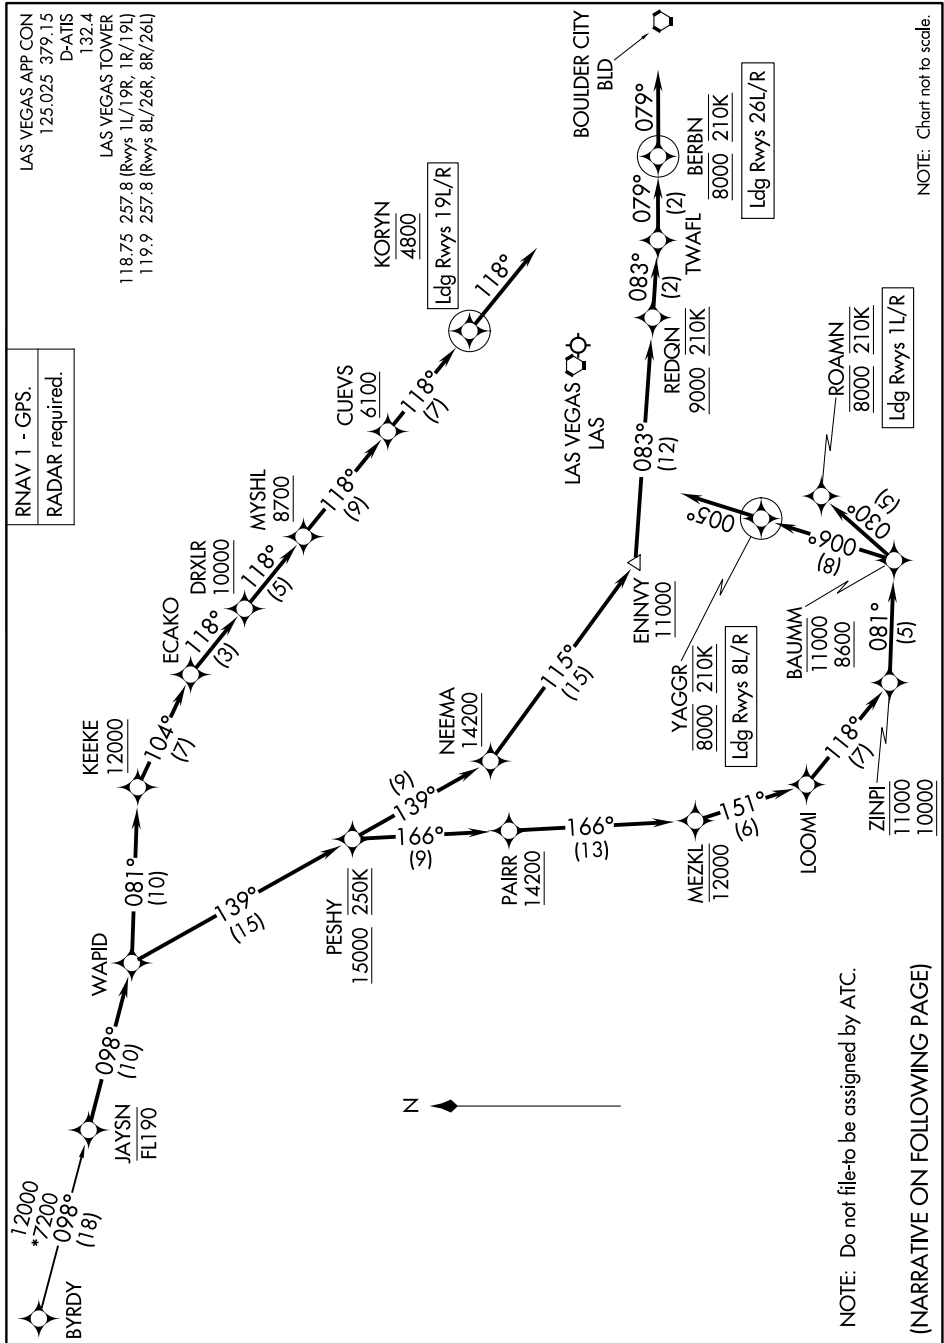 RNAV 1 - GPS.
RADAR required.
LAS VEGAS APP CON
125.025 379.15
D-ATIS
132.4
LAS VEGAS TOWER
118.75 257.8 (Rwys 1L/19R, 1R/19L)
119.9 257.8 (Rwys 8L/26R, 8R/26L)
BYRDY
12000
*7200
098°
(18)
JAYSN
FL190
098°
(10)
WAPID
081°
(10)
KEEKE
12000
104°
(7)
ECAKO
118°
(3)
DRXLR
10000
118°
(5)
MYSHL
8700
118°
(9)
CUEVS
6100
118°
(7)
KORYN
4800
Ldg Rwys 19L/R
118°
139°
(15)
PESHY
15000 250K
139°
(9)
NEEMA
14200
115°
(15)
ENNVY
11000
083°
(12)
LAS VEGAS
LAS
REDQN
9000 210K
083°
(2)
TWAFL
079°
(2)
BERBN
8000 210K
Ldg Rwys 26L/R
079°
BOULDER CITY
BLD
166°
(9)
PAIRR
14200
166°
(13)
MEZKL
12000
151°
(6)
LOOMI
118°
(7)
ZINPI
11000
10000
081°
(5)
BAUMM
11000
8600
006°
(8)
YAGGR
8000 210K
Ldg Rwys 8L/R
005°
030°
(5)
ROAMN
8000 210K
Ldg Rwys 1L/R
N
NOTE: Do not file-to be assigned by ATC.
(NARRATIVE ON FOLLOWING PAGE)
NOTE: Chart not to scale.